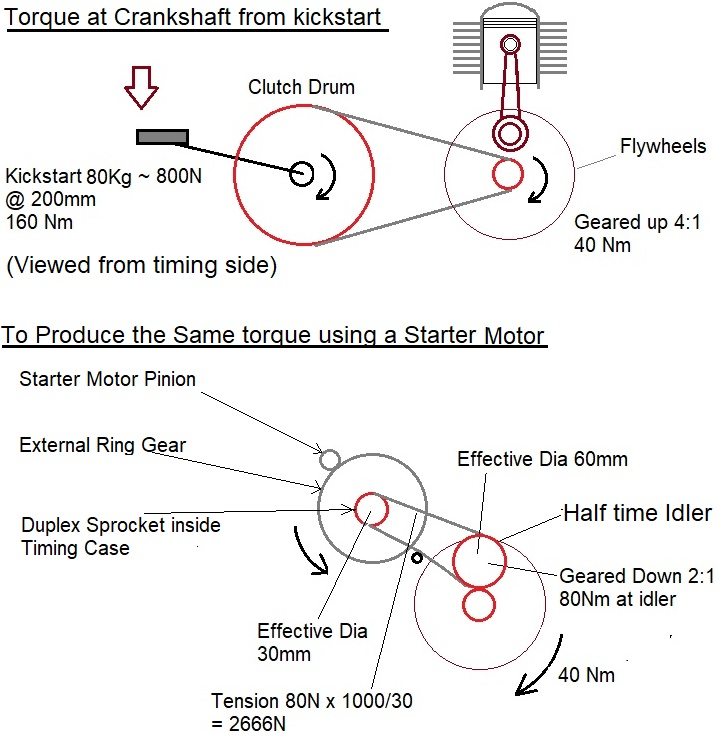 Torque at Crankshaft from kickstart
Clutch Drum
Flywheels
Kickstart 80Kg ~ 800N
@ 200mm
160 Nm
Geared up 4:1
40 Nm
(Viewed from timing side)
To Produce the Same torque using a Starter Motor
Starter Motor Pinion
External Ring Gear
Effective Dia 60mm
Duplex Sprocket inside
Timing Case
Half time Idler
Geared Down 2:1
80Nm at idler
Effective Dia
30mm
40 Nm
Tension 80N x 1000/30
= 2666N